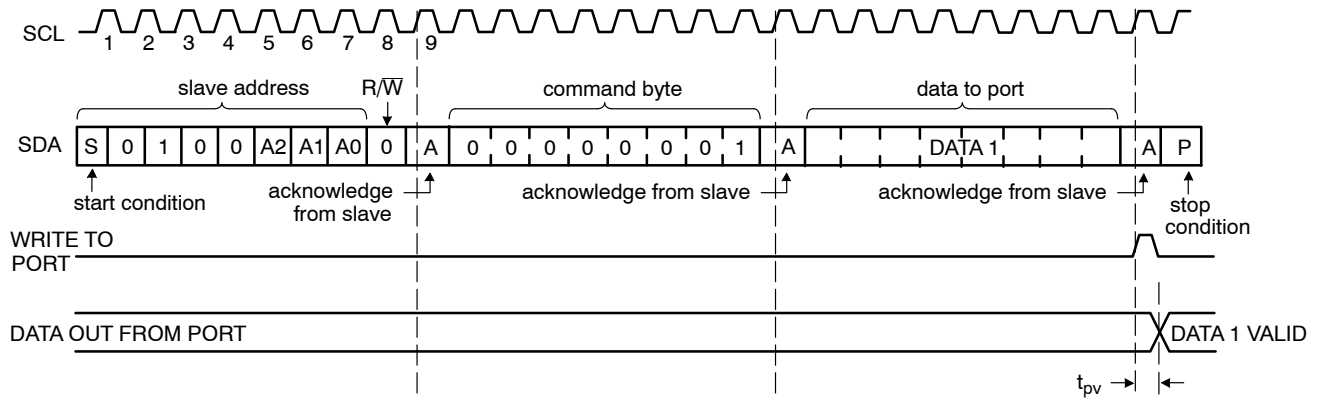 SCL
1 2 3 4 5 6 7 8 9
slave address R/W̅ command byte data to port
SDA S 0 1 0 0 A2 A1 A0 0 A 0 0 0 0 0 0 0 1 A DATA 1 A P
start condition
acknowledge
from slave
acknowledge from slave
acknowledge from slave
stop
condition
WRITE TO
PORT
DATA OUT FROM PORT
DATA 1 VALID
tpv